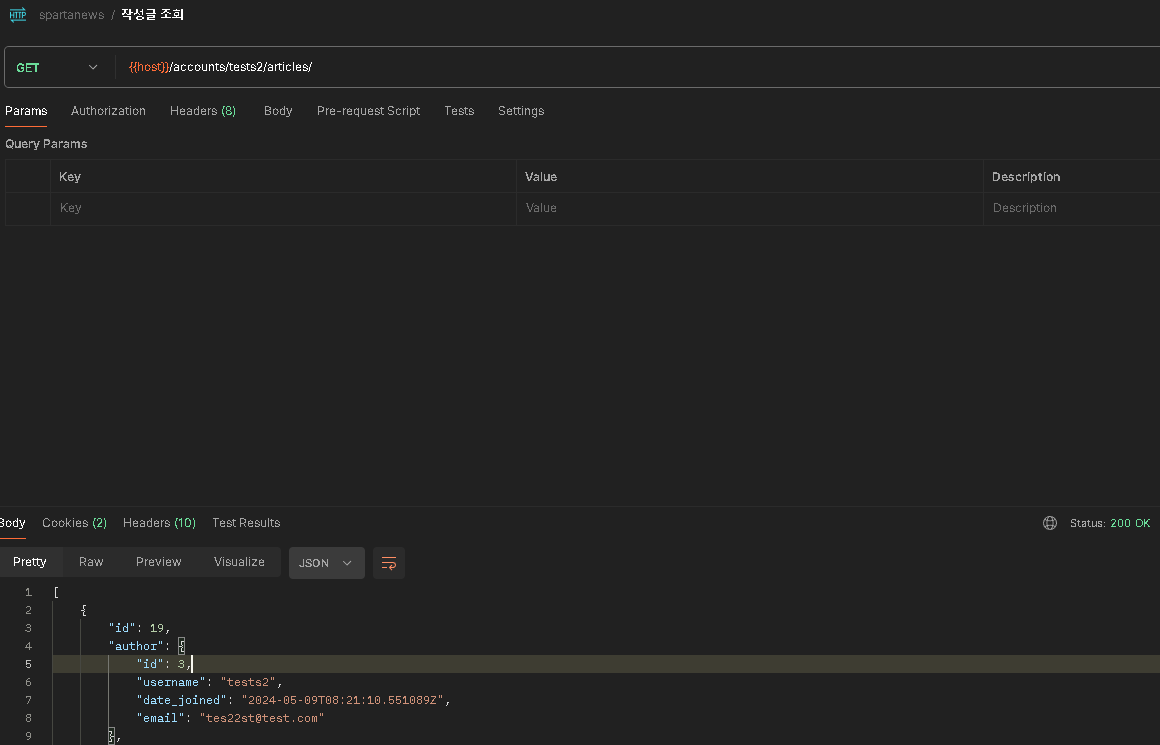 HTTP spartanews / 작성글 조회
GET {{host}}/accounts/tests2/articles/
Params Authorization Headers (8) Body Pre-request Script Tests Settings
Query Params
Key Value Description
Key Value Description
Body Cookies (2) Headers (10) Test Results Status: 200 OK
Pretty Raw Preview Visualize JSON
1 [
2 {
3 "id": 19,
4 "author": {
5 "id": 3,
6 "username": "tests2",
7 "date_joined": "2024-05-09T08:21:10.551089Z",
8 "email": "tes22st@test.com"
9 },